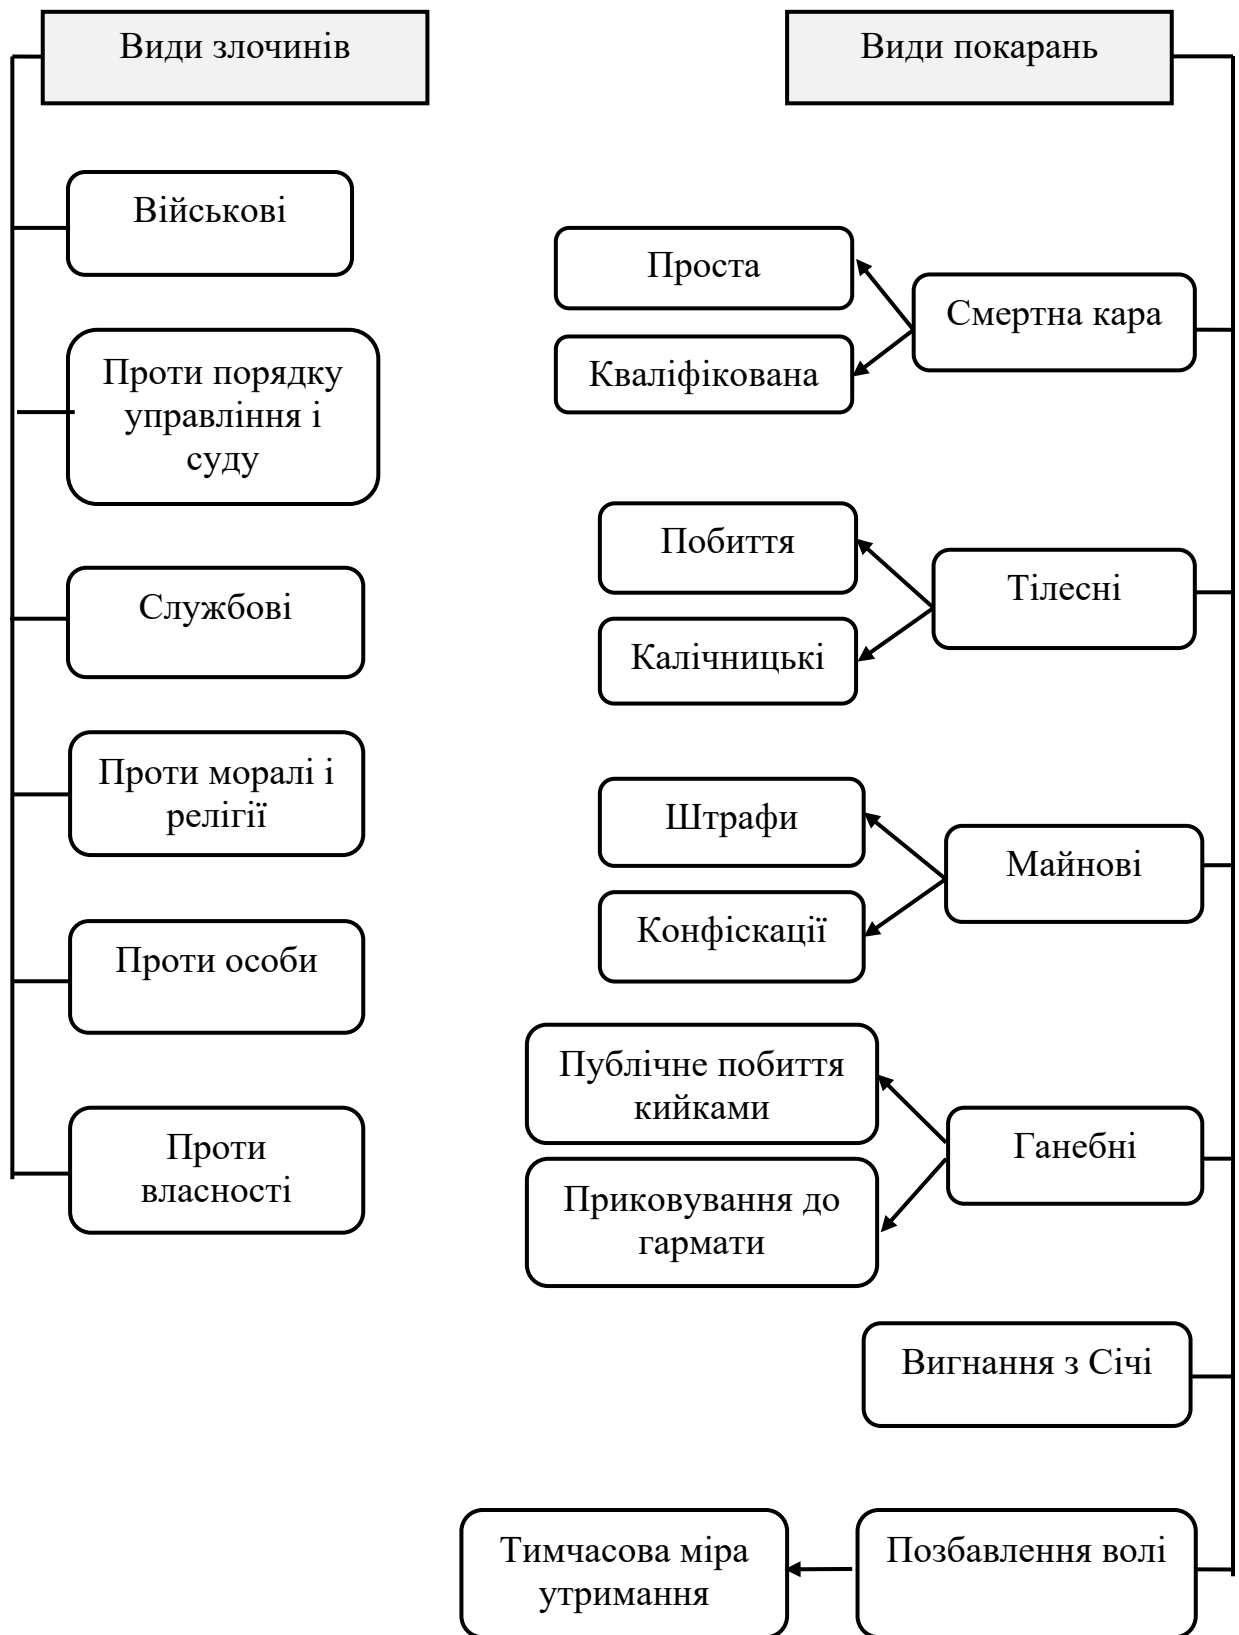 Види злочинів
Військові
Проти порядку
управління і
суду
Службові
Проти моралі і
релігії
Проти особи
Проти
власності
Види покарань
Смертна кара
Проста
Кваліфікована
Тілесні
Побиття
Калічницькі
Майнові
Штрафи
Конфіскації
Ганебні
Публічне побиття
кийками
Приковування до
гармати
Вигнання з Січі
Позбавлення волі
Тимчасова міра
утримання